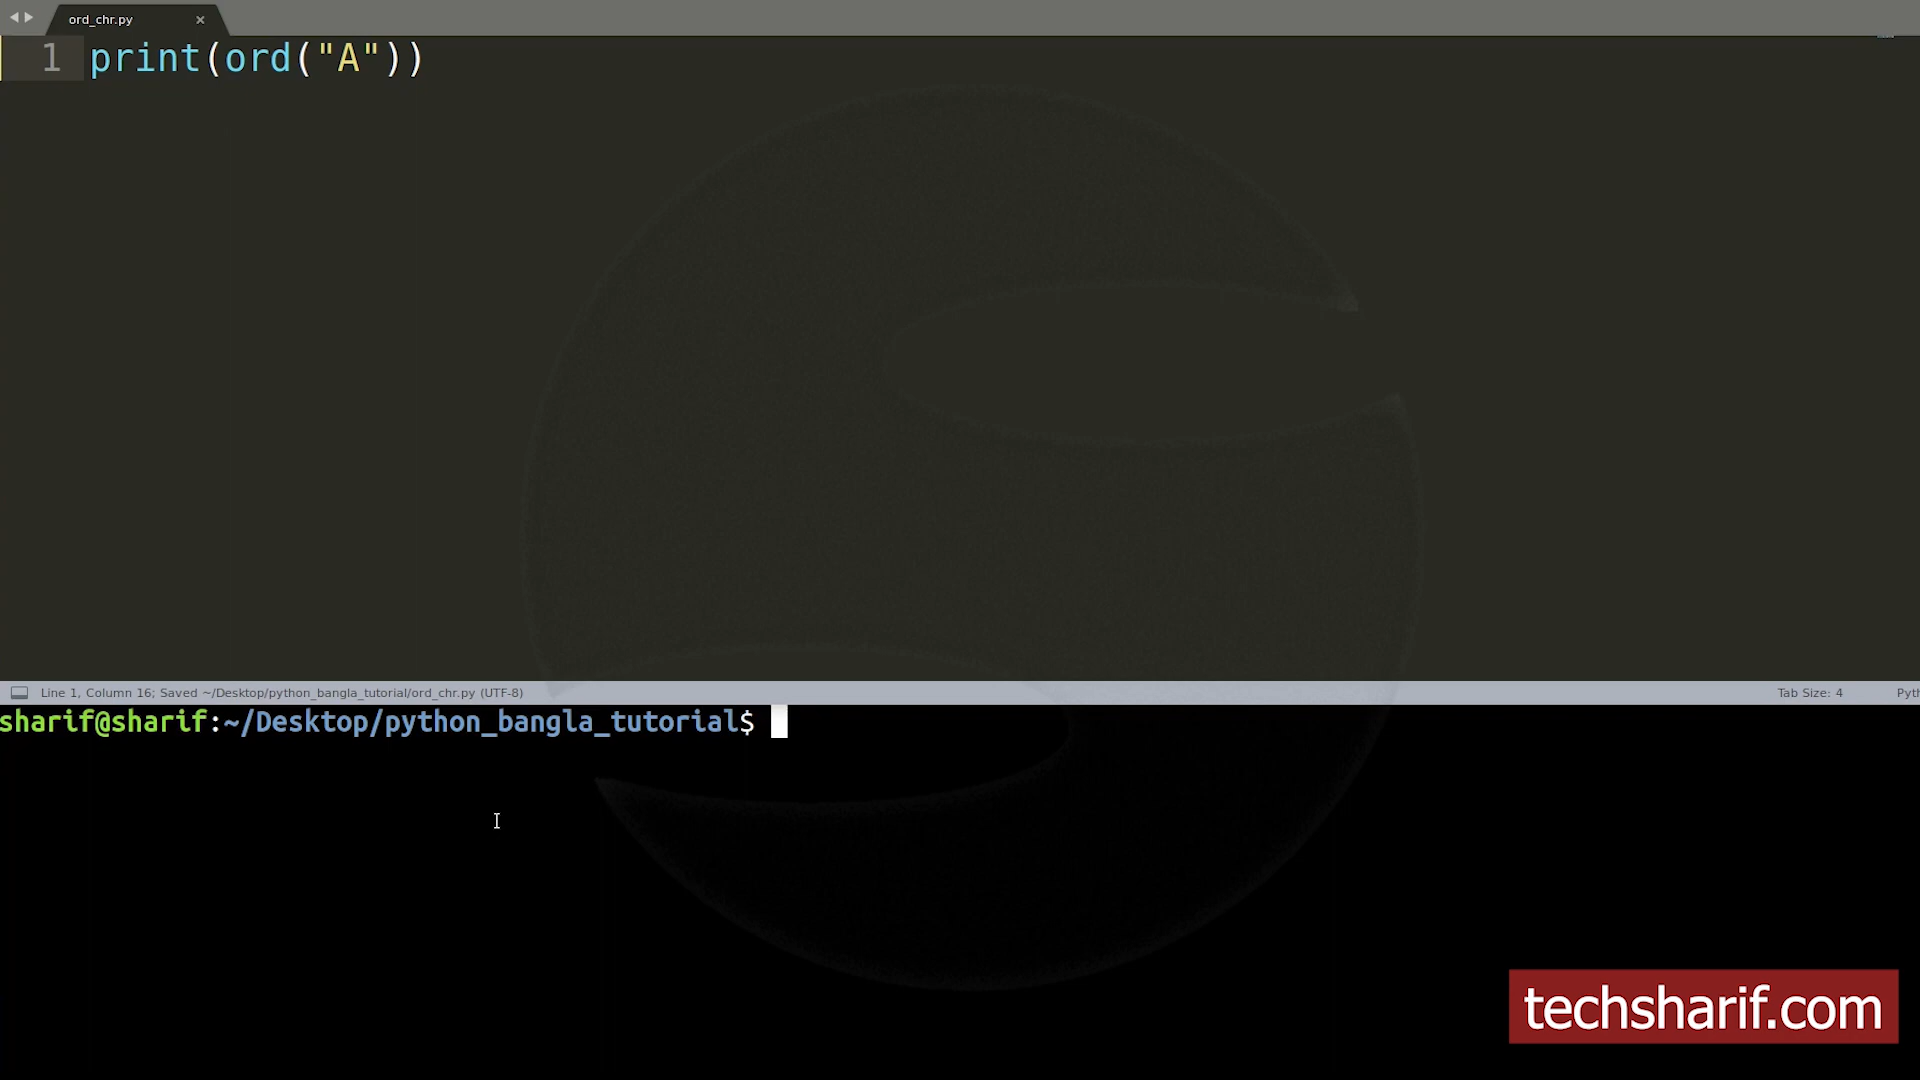 ord_chr.py ×
1 print(ord("A"))
Line 1, Column 16; Saved ~/Desktop/python_bangla_tutorial/ord_chr.py (UTF-8) Tab Size: 4 Pyth
sharif@sharif:~/Desktop/python_bangla_tutorial$
techsharif.com